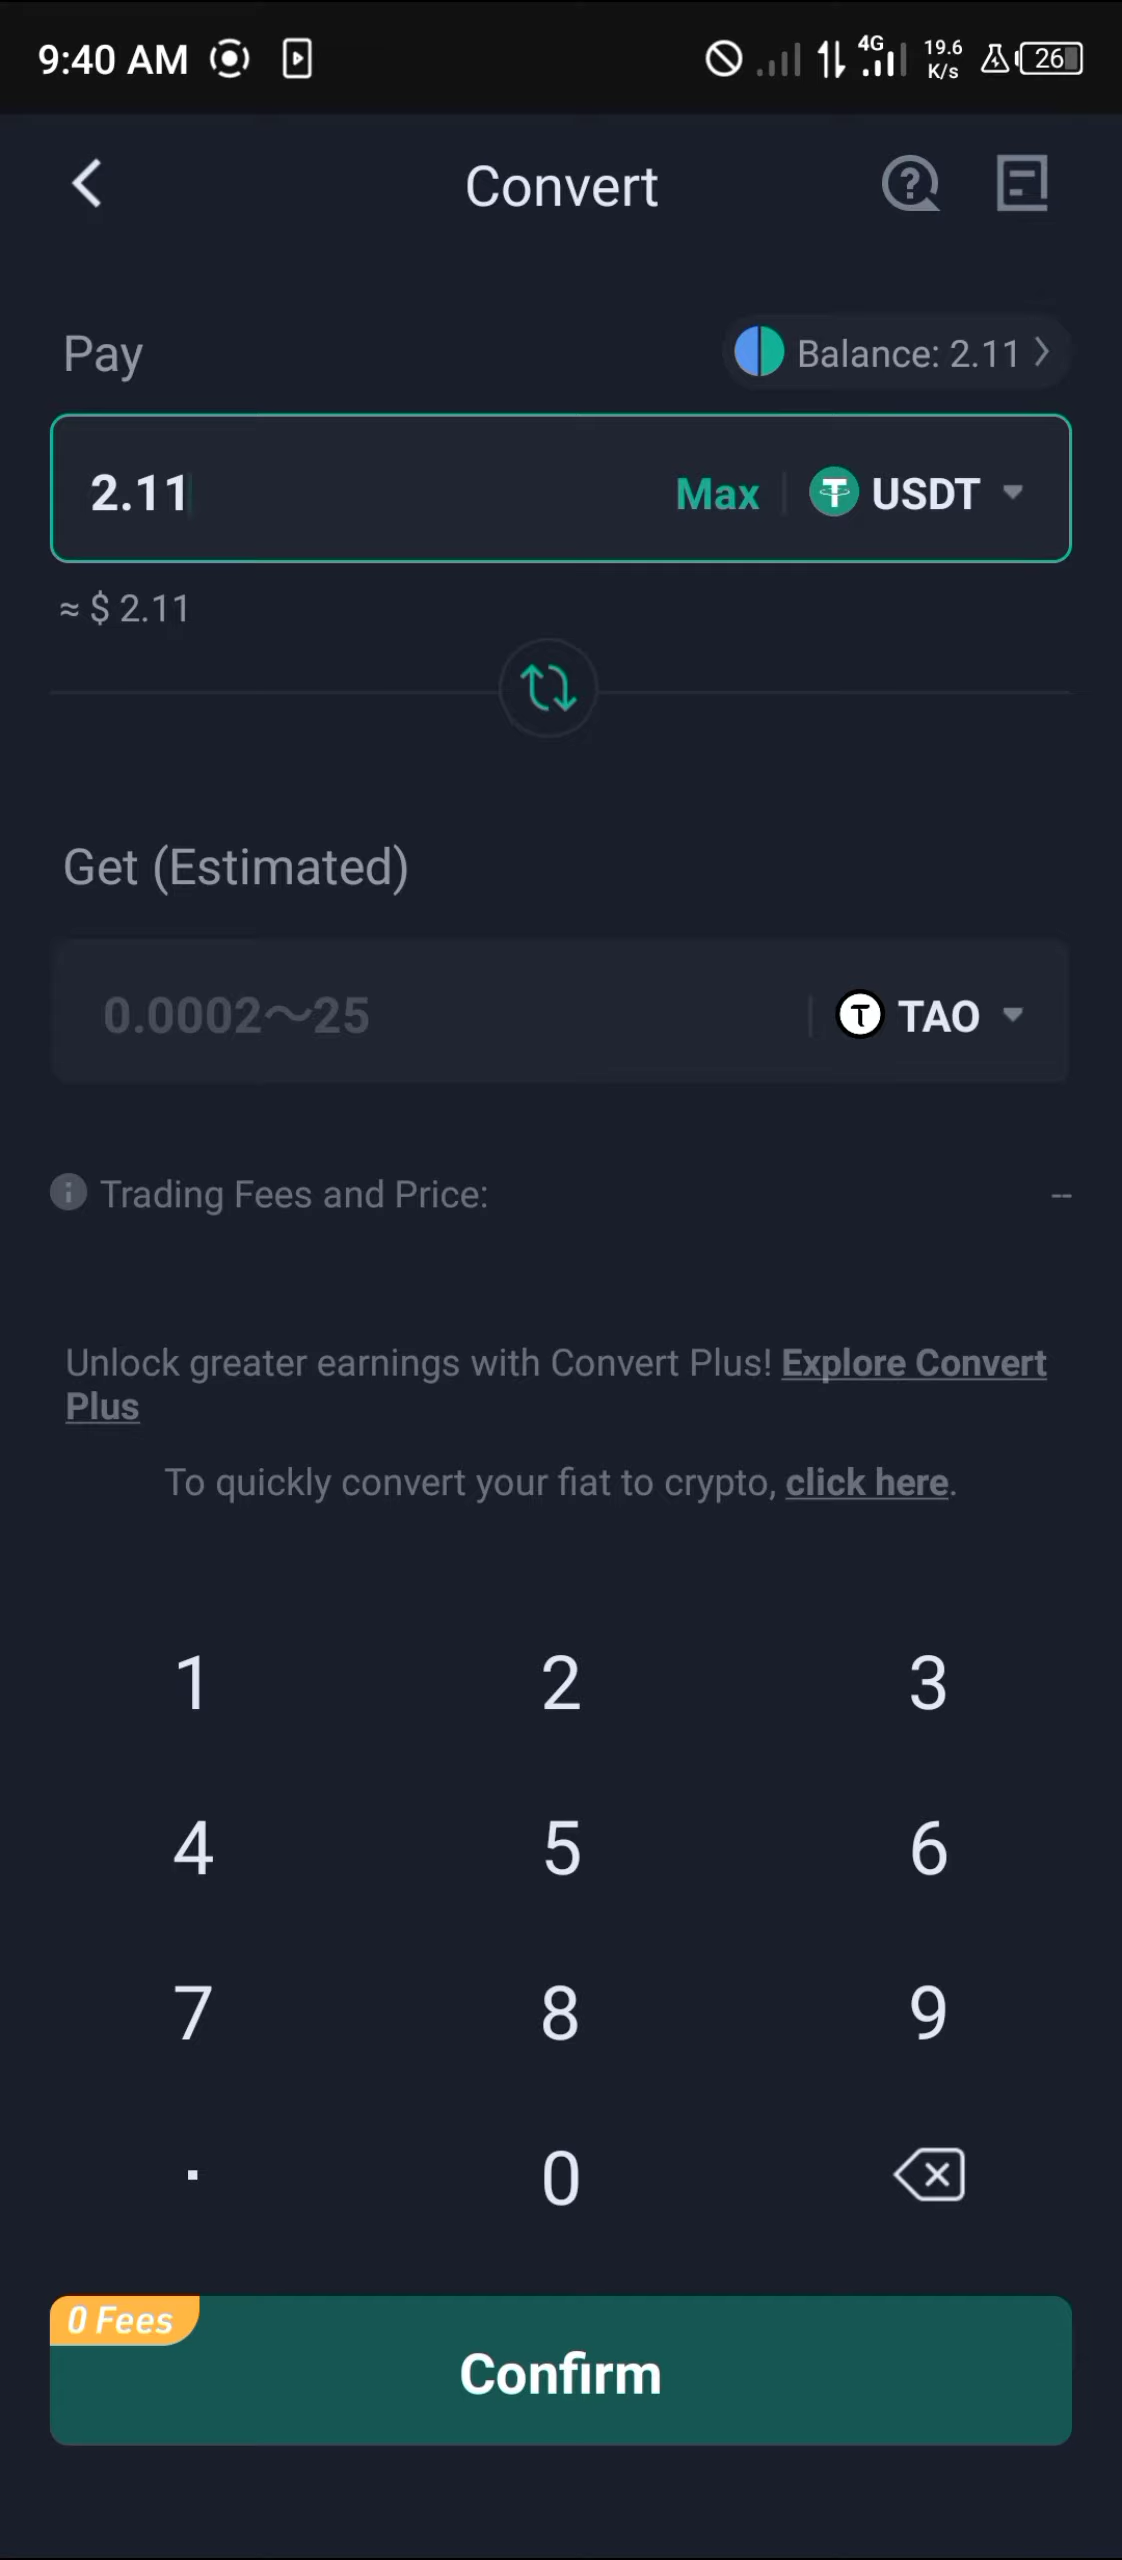 9:40 AM
4G
19.6 K/s
26
Convert
Pay
Balance: 2.11
2.11
Max
USDT
≈ $ 2.11
Get (Estimated)
0.0002～25
TAO
Trading Fees and Price:
--
Unlock greater earnings with Convert Plus! Explore Convert
Plus
To quickly convert your fiat to crypto, click here.
1 2 3
4 5 6
7 8 9
. 0
0 Fees
Confirm